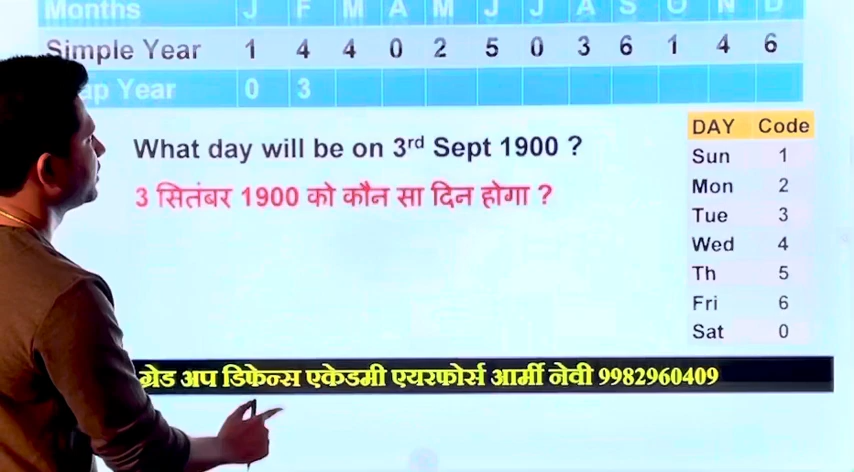 Months J F M A M J J A S O N D
Simple Year 1 4 4 0 2 5 0 3 6 1 4 6
ap Year 0 3
What day will be on 3rd Sept 1900 ?
3 सितंबर 1900 को कौन सा दिन होगा ?
DAY Code
Sun 1
Mon 2
Tue 3
Wed 4
Th 5
Fri 6
Sat 0
ग्रेड अप डिफेन्स एकेडमी एयरफोर्स आर्मी नेवी 9982960409